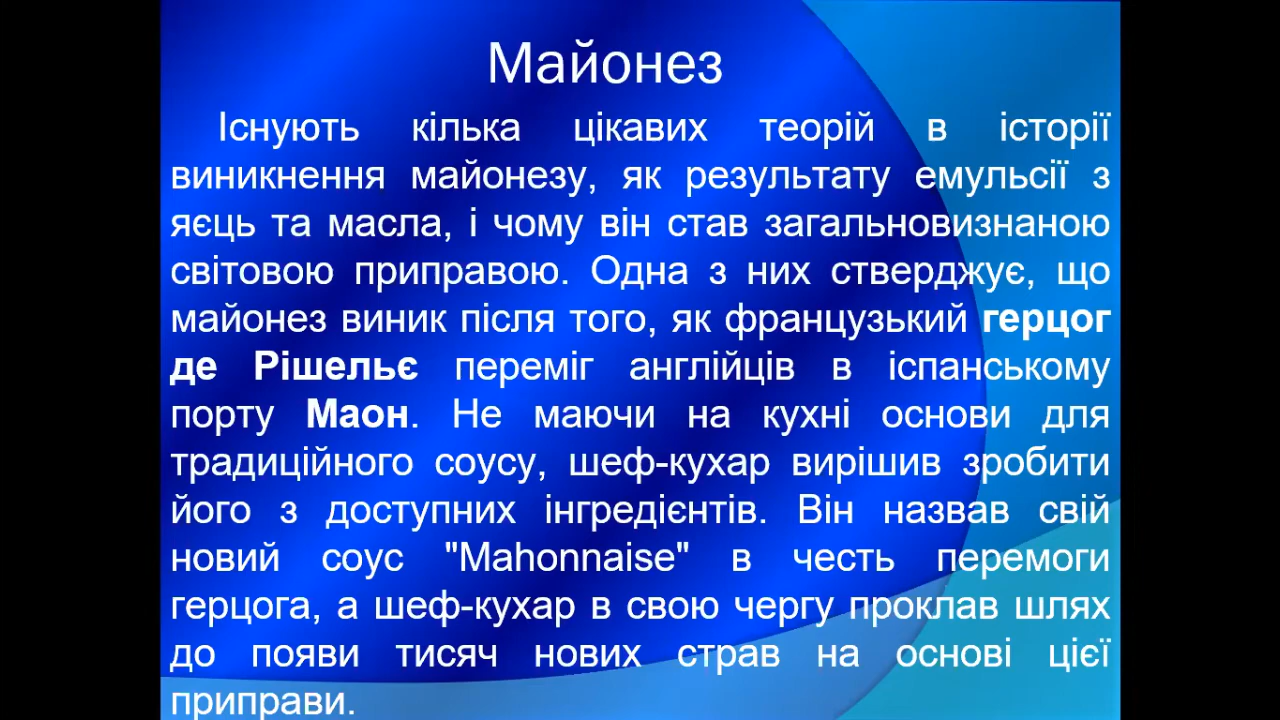 Майонез
Існують кілька цікавих теорій в історії
виникнення майонезу, як результату емульсії з
яєць та масла, і чому він став загальновизнаною
світовою приправою. Одна з них стверджує, що
майонез виник після того, як французький герцог
де Рішельє переміг англійців в іспанському
порту Маон. Не маючи на кухні основи для
традиційного соусу, шеф-кухар вирішив зробити
його з доступних інгредієнтів. Він назвав свій
новий соус "Mahonnaise" в честь перемоги
герцога, а шеф-кухар в свою чергу проклав шлях
до появи тисяч нових страв на основі цієї
приправи.